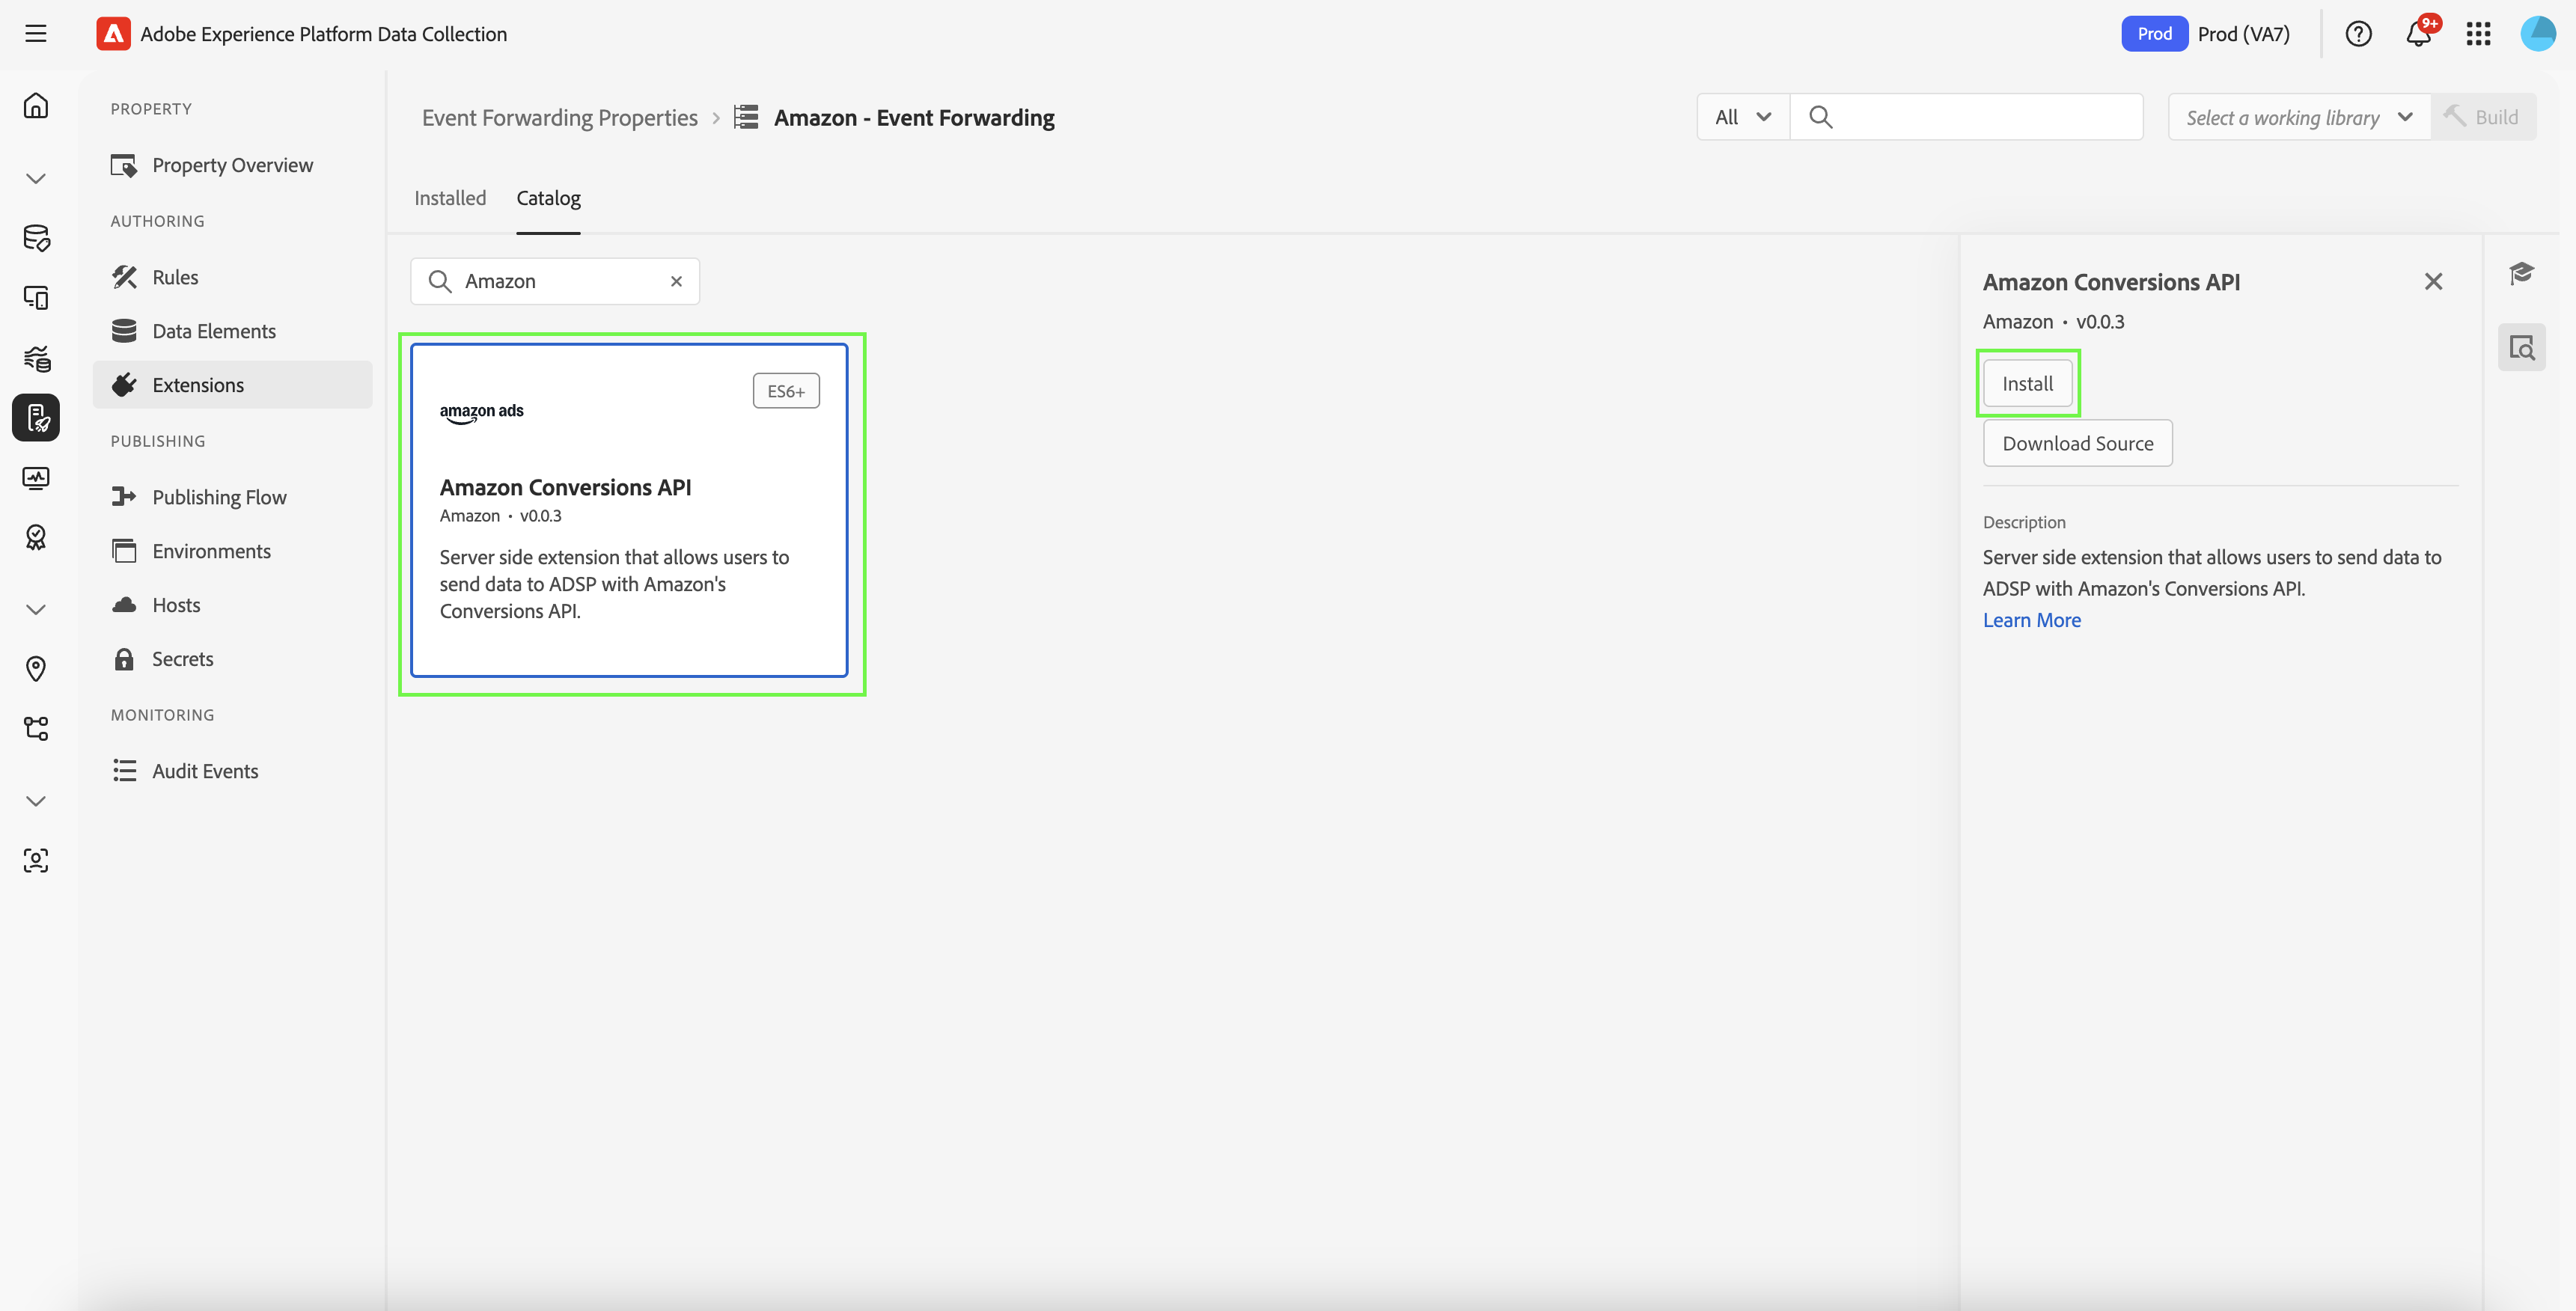 Adobe Experience Platform Data Collection
Prod
Prod (VA7)
9+
PROPERTY
Property Overview
AUTHORING
Rules
Data Elements
Extensions
PUBLISHING
Publishing Flow
Environments
Hosts
Secrets
MONITORING
Audit Events
Event Forwarding Properties
Amazon - Event Forwarding
All
Select a working library
Build
Installed
Catalog
Amazon
ES6+
amazon ads
Amazon Conversions API
Amazon • v0.0.3
Server side extension that allows users to
send data to ADSP with Amazon's
Conversions API.
Amazon Conversions API
Amazon • v0.0.3
Install
Download Source
Description
Server side extension that allows users to send data to
ADSP with Amazon's Conversions API.
Learn More